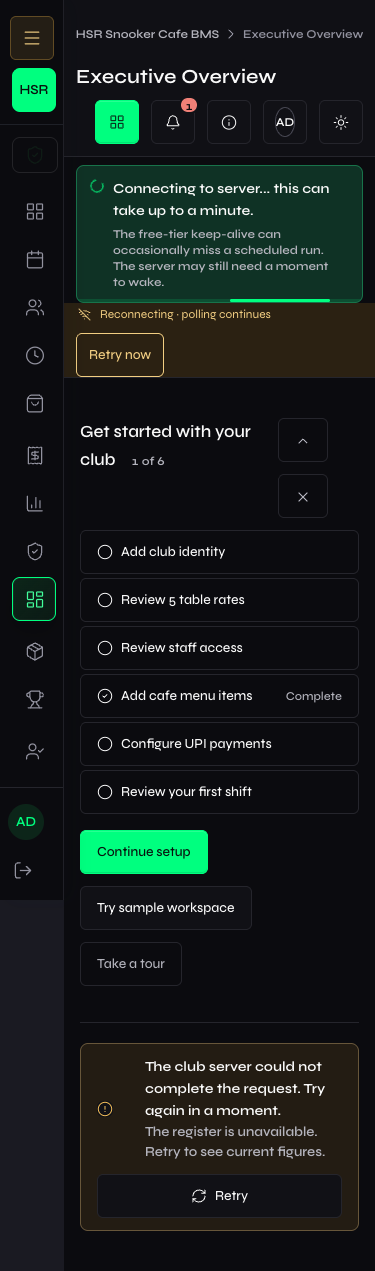 HSR Snooker Cafe BMS > Executive Overview
HSR
Executive Overview
1
AD
Connecting to server... this can
take up to a minute.
The free-tier keep-alive can
occasionally miss a scheduled run.
The server may still need a moment
to wake.
Reconnecting · polling continues
Retry now
Get started with your
club 1 of 6
Add club identity
Review 5 table rates
Review staff access
Add cafe menu items Complete
Configure UPI payments
Review your first shift
AD
Continue setup
Try sample workspace
Take a tour
The club server could not
complete the request. Try
again in a moment.
The register is unavailable.
Retry to see current figures.
Retry